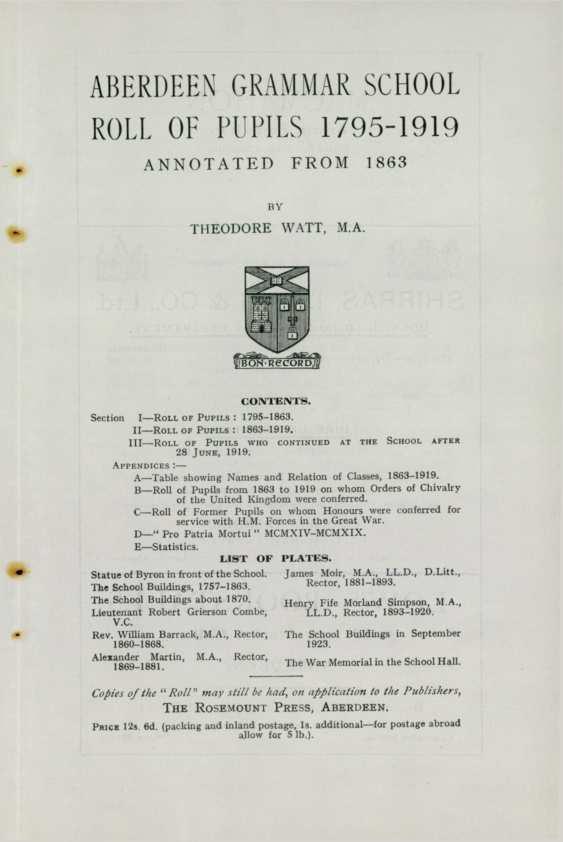 ABERDEEN GRAMMAR SCHOOL
ROLL OF PUPILS 1795-1919
ANNOTATED FROM 1863
BY
THEODORE WATT, M.A.
BON·RECORD
CONTENTS.
Section I—Roll of Pupils : 1795-1863.
II—Roll of Pupils : 1863-1919.
III—Roll of Pupils who continued at the School after
28 June, 1919.
Appendices :—
A—Table showing Names and Relation of Classes, 1863-1919.
B—Roll of Pupils from 1863 to 1919 on whom Orders of Chivalry
of the United Kingdom were conferred.
C—Roll of Former Pupils on whom Honours were conferred for
service with H.M. Forces in the Great War.
D—" Pro Patria Mortui " MCMXIV-MCMXIX.
E—Statistics.
LIST OF PLATES.
Statue of Byron in front of the School.
The School Buildings, 1757-1863.
The School Buildings about 1870.
Lieutenant Robert Grierson Combe,
V.C.
Rev. William Barrack, M.A., Rector,
1860-1868.
Alexander Martin, M.A., Rector,
1869-1881.
James Moir, M.A., LL.D., D.Litt.,
Rector, 1881-1893.
Henry Fife Morland Simpson, M.A.,
LL.D., Rector, 1893-1920.
The School Buildings in September
1923.
The War Memorial in the School Hall.
Copies of the " Roll " may still be had, on application to the Publishers,
The Rosemount Press, Aberdeen.
Price 12s. 6d. (packing and inland postage, 1s. additional—for postage abroad
allow for 5 lb.).